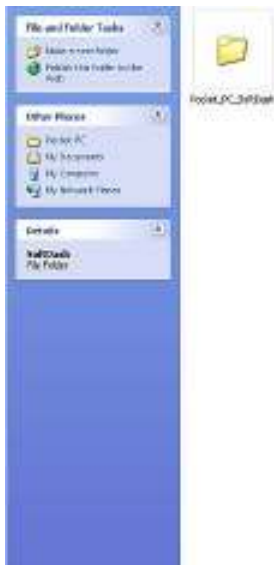 File and Folder Tasks
Make a new folder
Publish this folder to the
Web
Other Places
Pocket PC
My Documents
My Computer
My Network Places
Details
File Folder